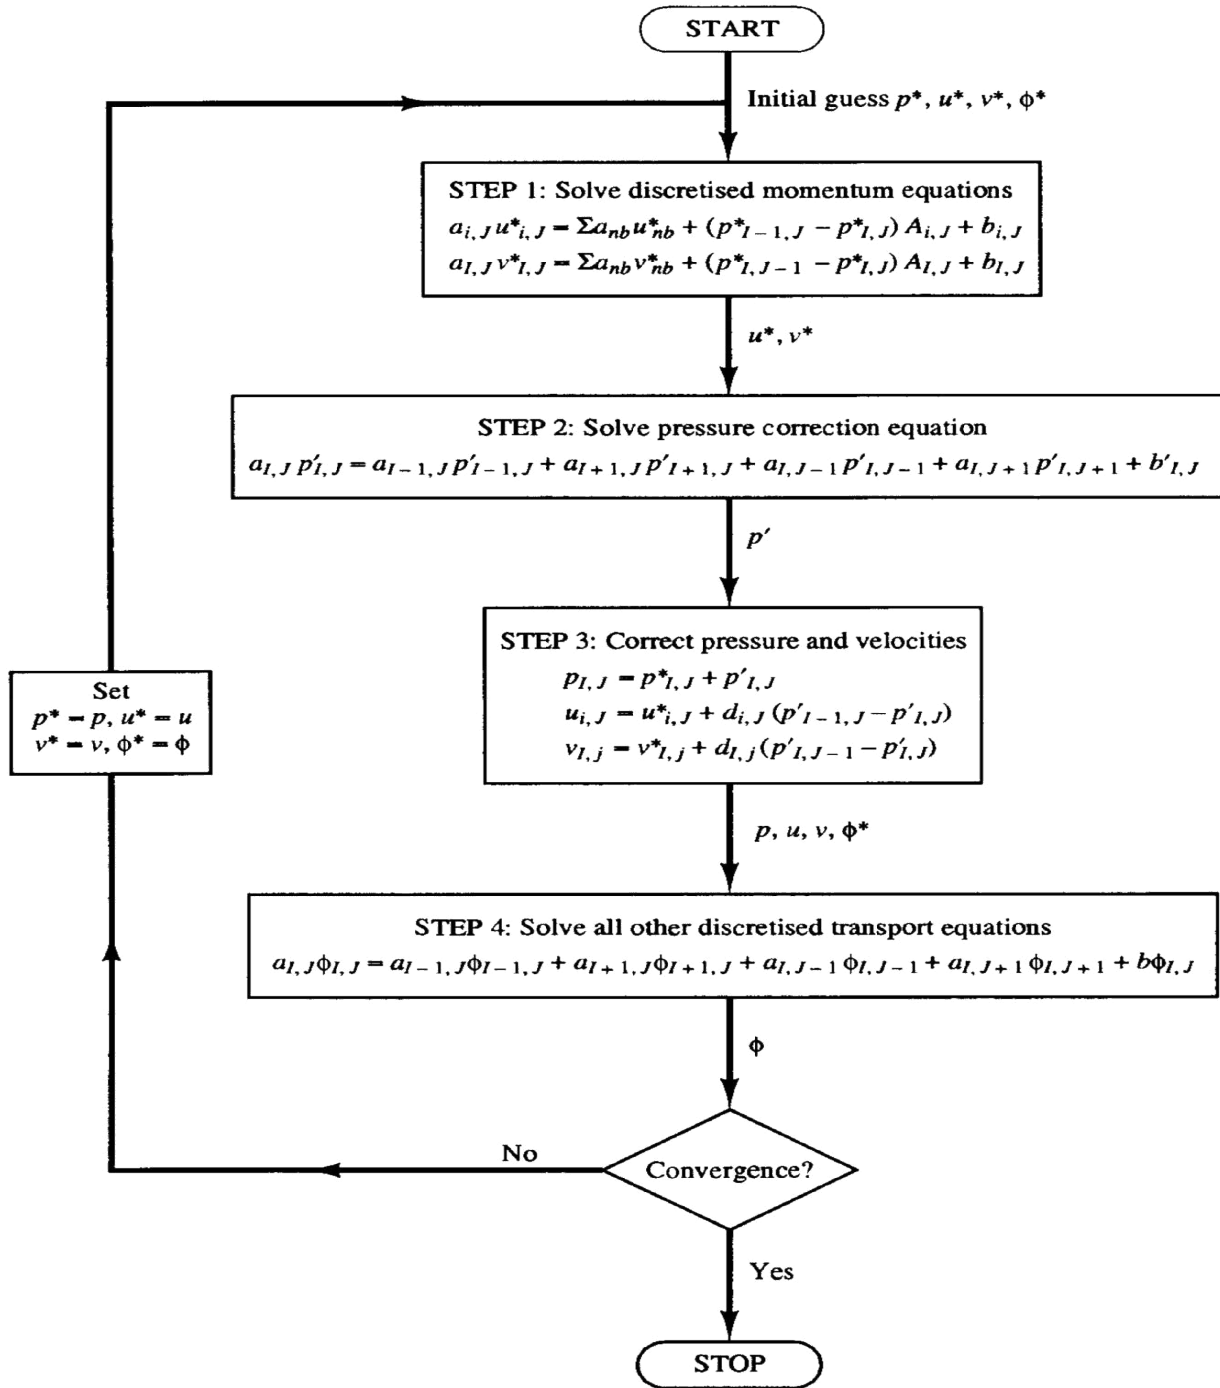 START
Initial guess p*, u*, v*, ϕ*
STEP 1: Solve discretised momentum equations
a_{i,J} u*_{i,J} = Σa_{nb} u*_{nb} + (p*_{I−1,J} − p*_{I,J}) A_{i,J} + b_{i,J}
a_{I,J} v*_{I,J} = Σa_{nb} v*_{nb} + (p*_{I,J−1} − p*_{I,J}) A_{I,J} + b_{I,J}
u*, v*
STEP 2: Solve pressure correction equation
a_{I,J} p′_{I,J} = a_{I−1,J} p′_{I−1,J} + a_{I+1,J} p′_{I+1,J} + a_{I,J−1} p′_{I,J−1} + a_{I,J+1} p′_{I,J+1} + b′_{I,J}
p′
STEP 3: Correct pressure and velocities
p_{I,J} = p*_{I,J} + p′_{I,J}
u_{i,J} = u*_{i,J} + d_{i,J} (p′_{I−1,J} − p′_{I,J})
v_{I,j} = v*_{I,j} + d_{I,j} (p′_{I,J−1} − p′_{I,J})
Set
p* = p, u* = u
v* = v, ϕ* = ϕ
p, u, v, ϕ*
STEP 4: Solve all other discretised transport equations
a_{I,J} ϕ_{I,J} = a_{I−1,J} ϕ_{I−1,J} + a_{I+1,J} ϕ_{I+1,J} + a_{I,J−1} ϕ_{I,J−1} + a_{I,J+1} ϕ_{I,J+1} + bϕ_{I,J}
ϕ
No
Convergence?
Yes
STOP